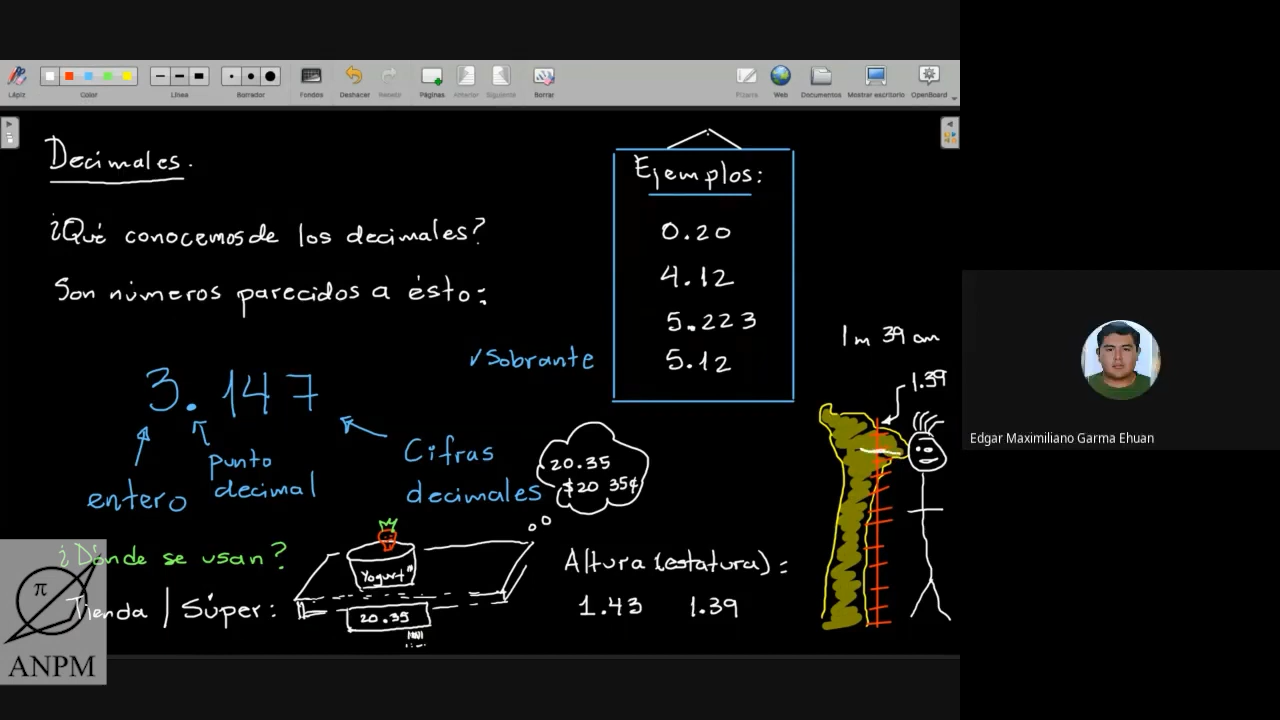 Lápiz
Color
Línea
Borrador
Fondos
Deshacer
Rehacer
Páginas
Anterior
Siguiente
Borrar
Pizarra
Web
Documentos
Mostrar escritorio
OpenBoard
Decimales.
¿Qué conocemos de los decimales?
Son números parecidos a ésto:
3.147
entero
punto
decimal
Cifras
decimales
✓Sobrante
Ejemplos:
0.20
4.12
5.223
5.12
1m 39 cm
1.39
20.35
$20 35¢
¿Dónde se usan?
Tienda | Súper:
Yogurt"
20.35
Altura (estatura):
1.43 1.39
π
ANPM
Edgar Maximiliano Garma Ehuan